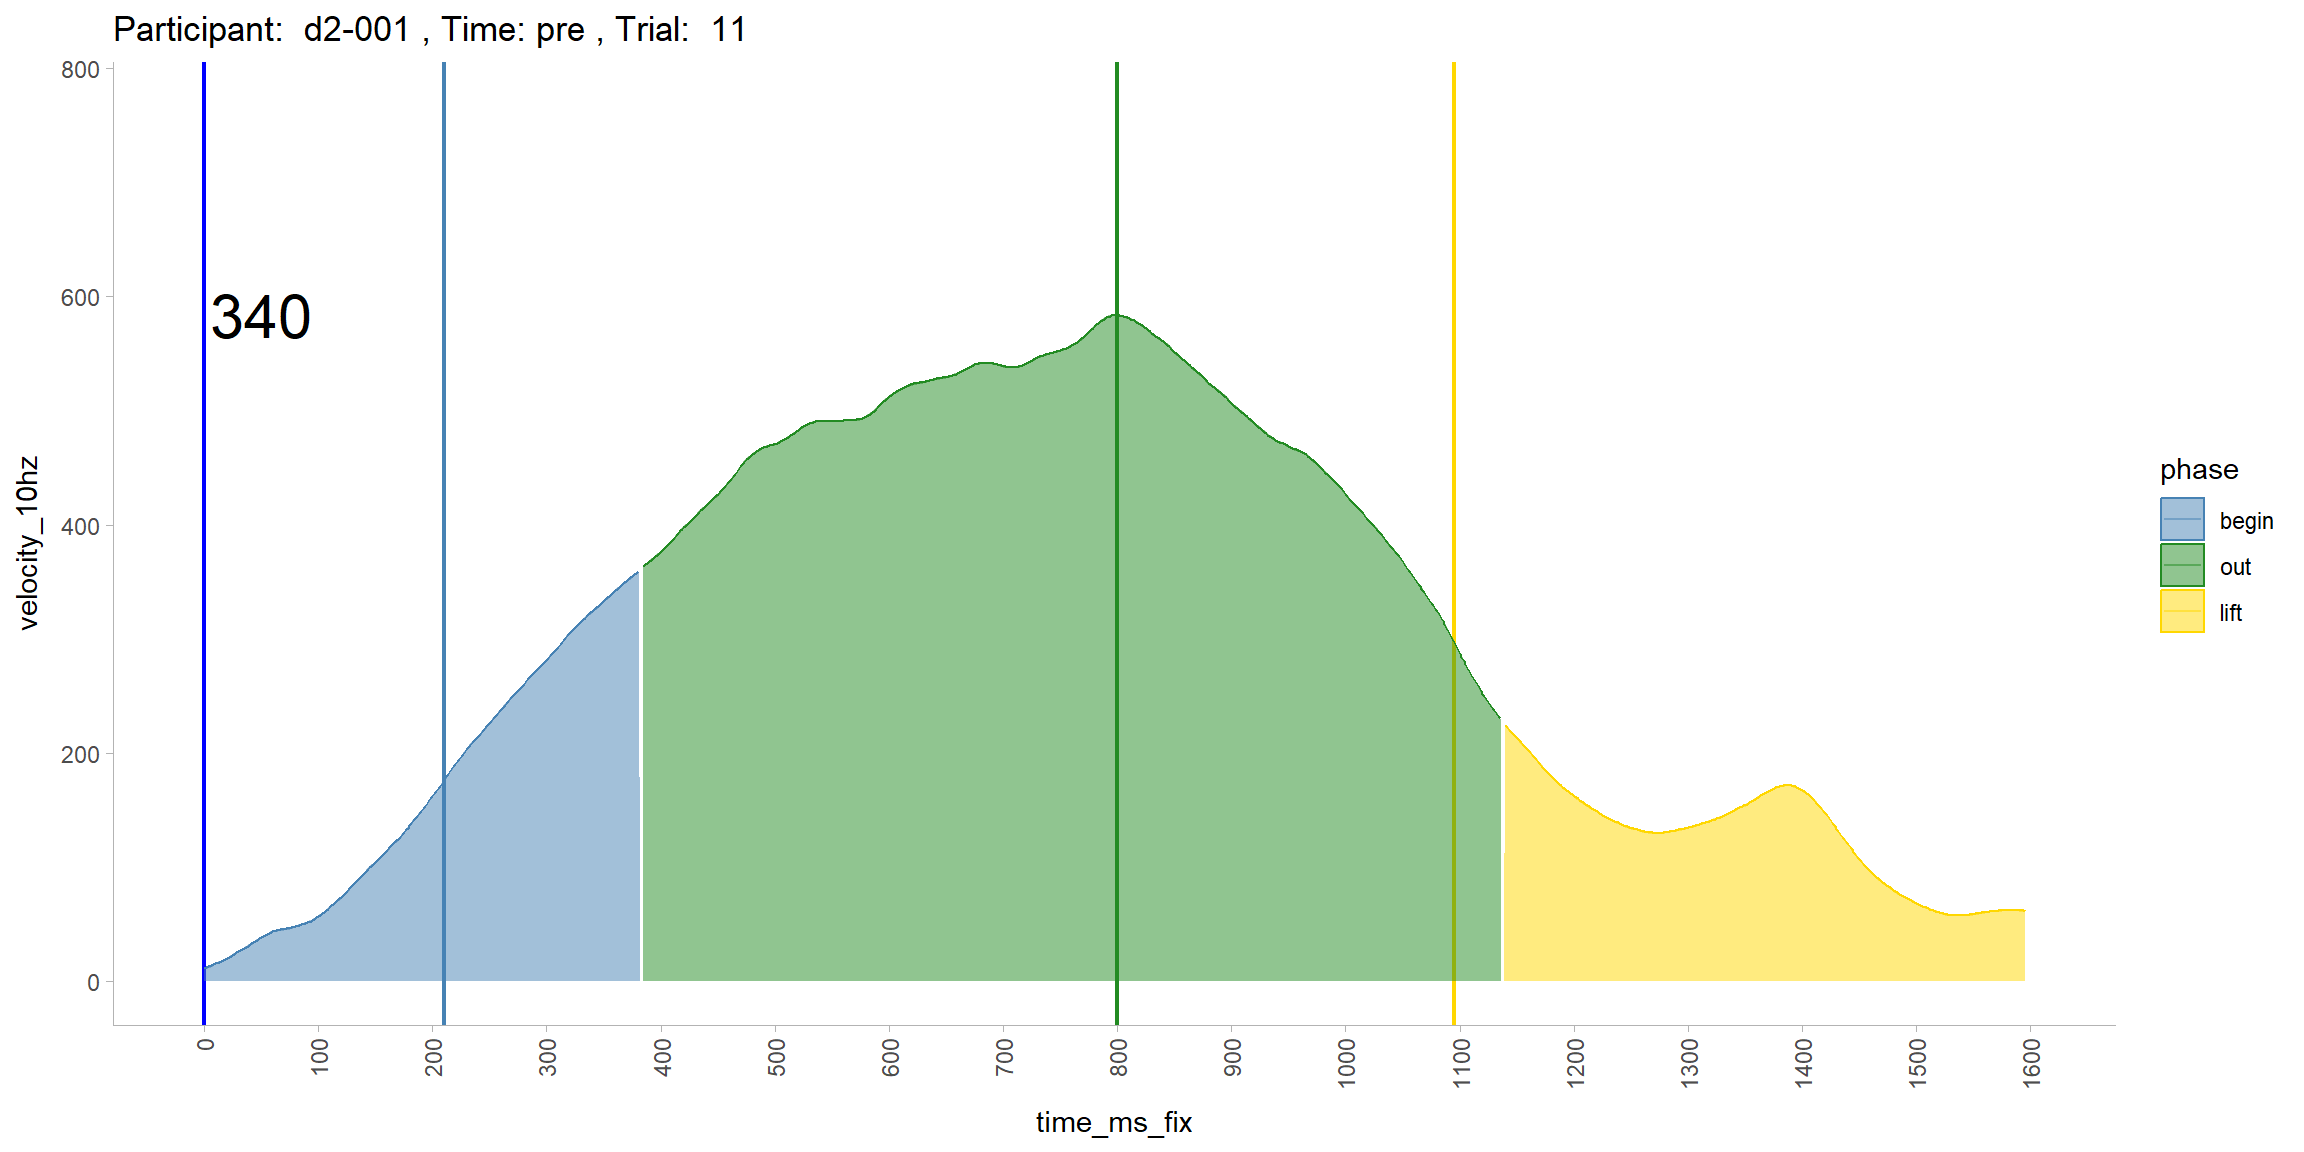 Participant:  d2-001 , Time: pre , Trial:  11
800
600
400
200
0
velocity_10hz
340
0 100 200 300 400 500 600 700 800 900 1000 1100 1200 1300 1400 1500 1600
time_ms_fix
phase
begin
out
lift